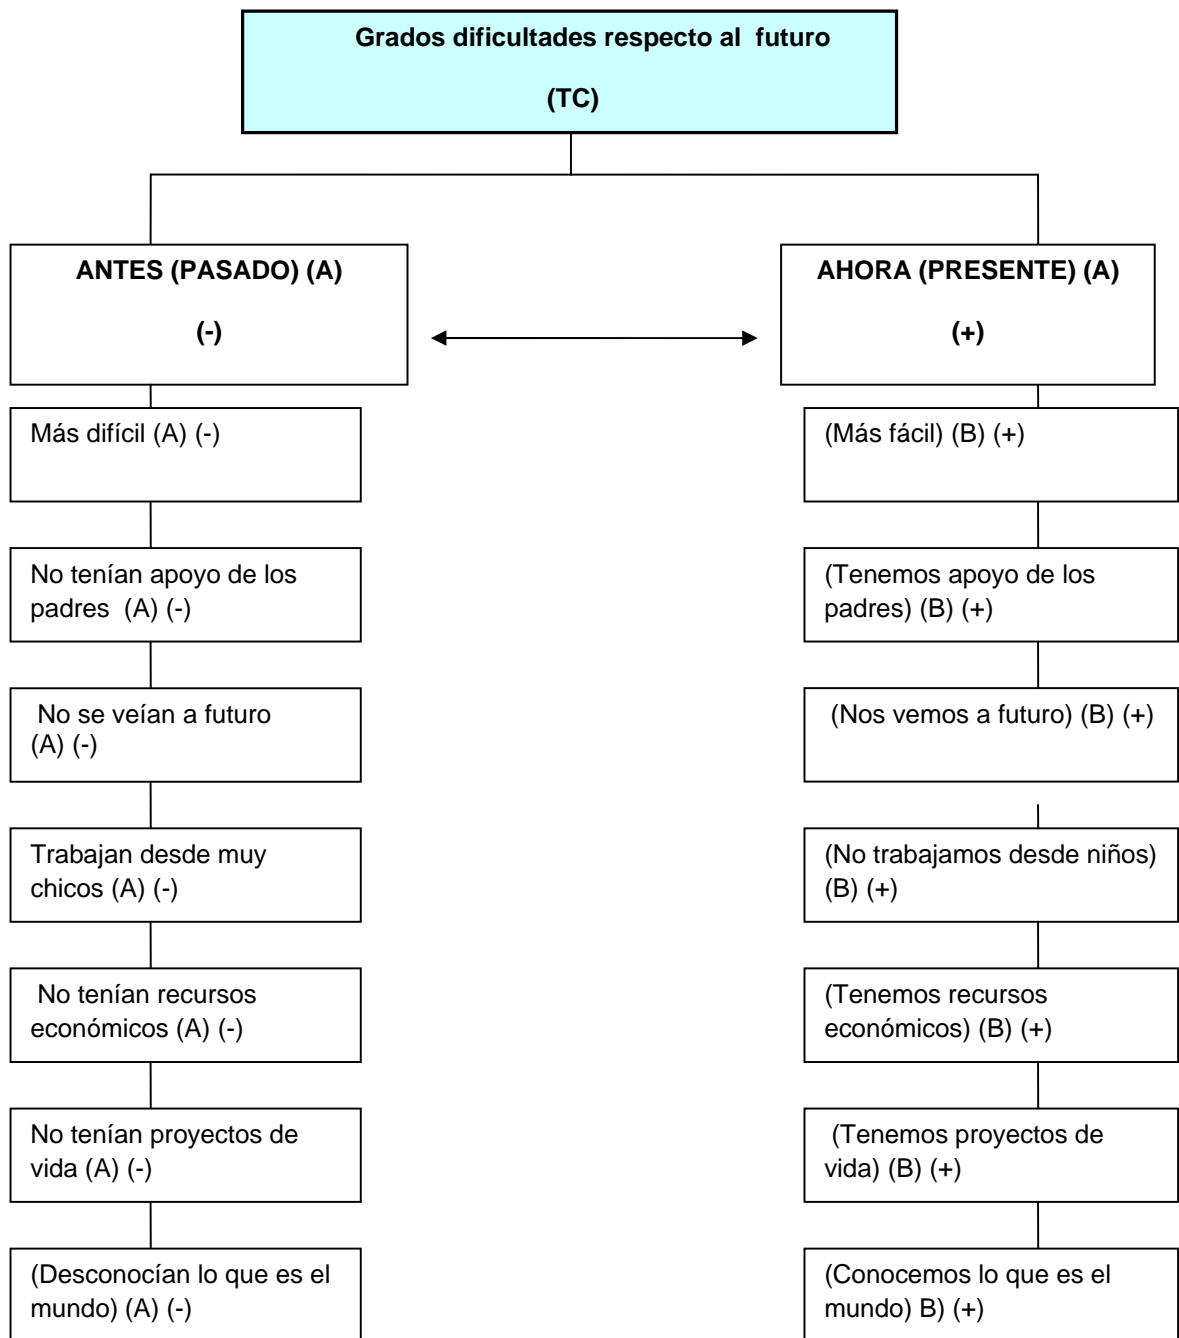 Grados dificultades respecto al futuro
(TC)
ANTES (PASADO) (A)
(-)
AHORA (PRESENTE) (A)
(+)
Más difícil (A) (-)
(Más fácil) (B) (+)
No tenían apoyo de los
padres (A) (-)
(Tenemos apoyo de los
padres) (B) (+)
No se veían a futuro
(A) (-)
(Nos vemos a futuro) (B) (+)
Trabajan desde muy
chicos (A) (-)
(No trabajamos desde niños)
(B) (+)
No tenían recursos
económicos (A) (-)
(Tenemos recursos
económicos) (B) (+)
No tenían proyectos de
vida (A) (-)
(Tenemos proyectos de
vida) (B) (+)
(Desconocían lo que es el
mundo) (A) (-)
(Conocemos lo que es el
mundo) B) (+)